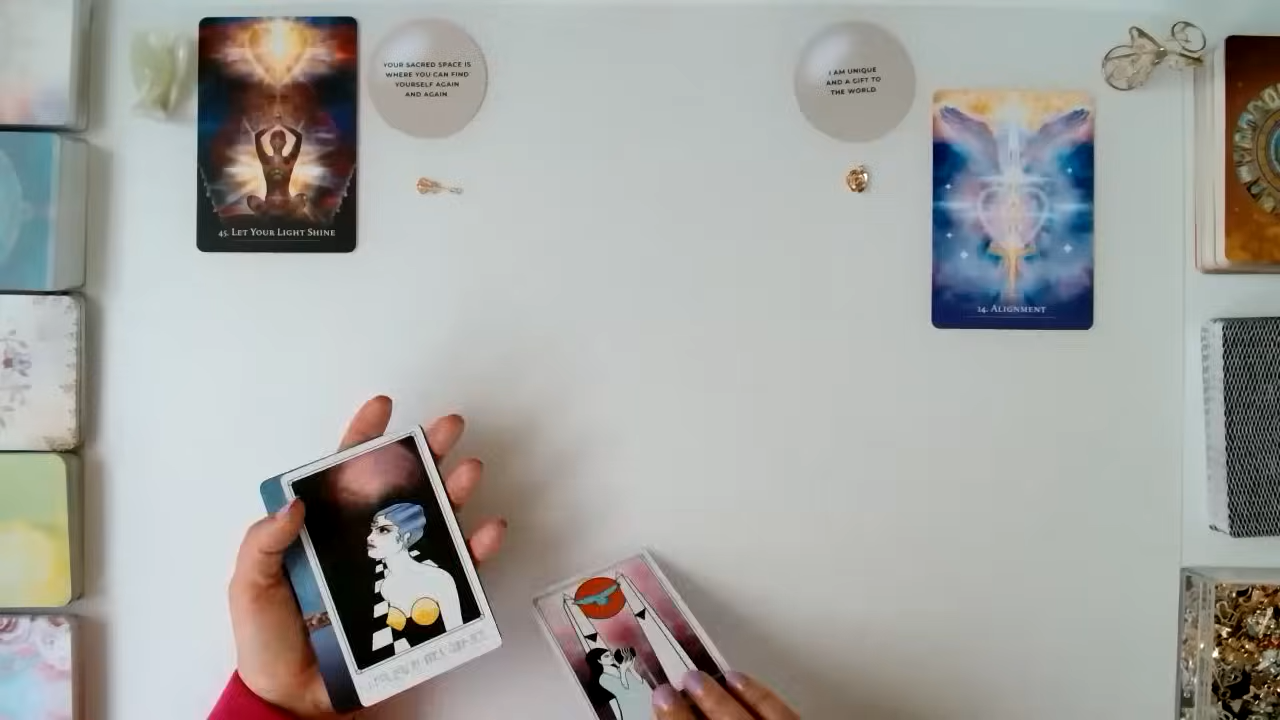 45. LET YOUR LIGHT SHINE
YOUR SACRED SPACE IS
WHERE YOU CAN FIND
YOURSELF AGAIN
AND AGAIN
I AM UNIQUE
AND A GIFT TO
THE WORLD
14. ALIGNMENT